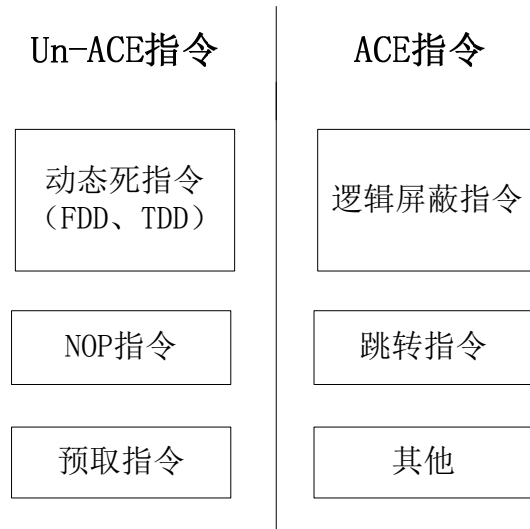 Un-ACE指令
ACE指令
动态死指令
（FDD、TDD）
逻辑屏蔽指令
NOP指令
跳转指令
预取指令
其他